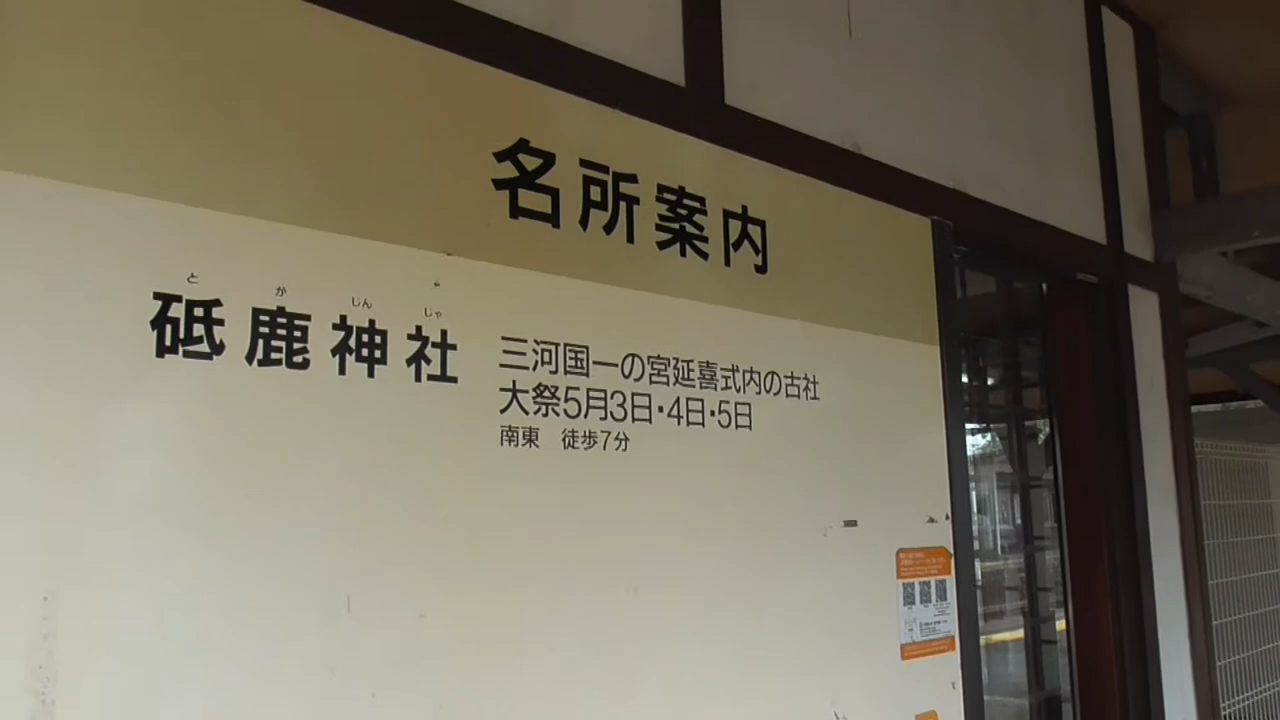 名所案内
と か じん じゃ
砥鹿神社
三河国一の宮延喜式内の古社
大祭5月3日・4日・5日
南東 徒歩7分